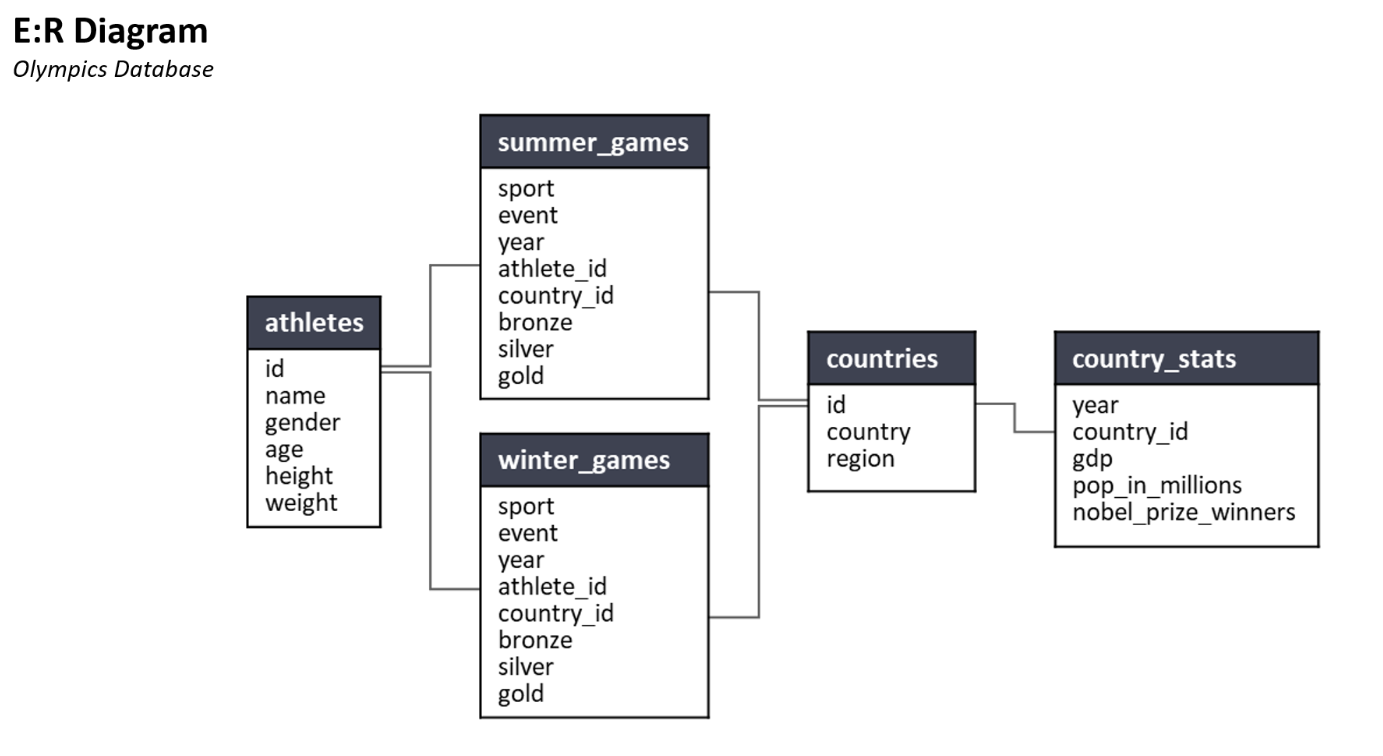 E:R Diagram
Olympics Database
athletes
id
name
gender
age
height
weight
summer_games
sport
event
year
athlete_id
country_id
bronze
silver
gold
winter_games
sport
event
year
athlete_id
country_id
bronze
silver
gold
countries
id
country
region
country_stats
year
country_id
gdp
pop_in_millions
nobel_prize_winners